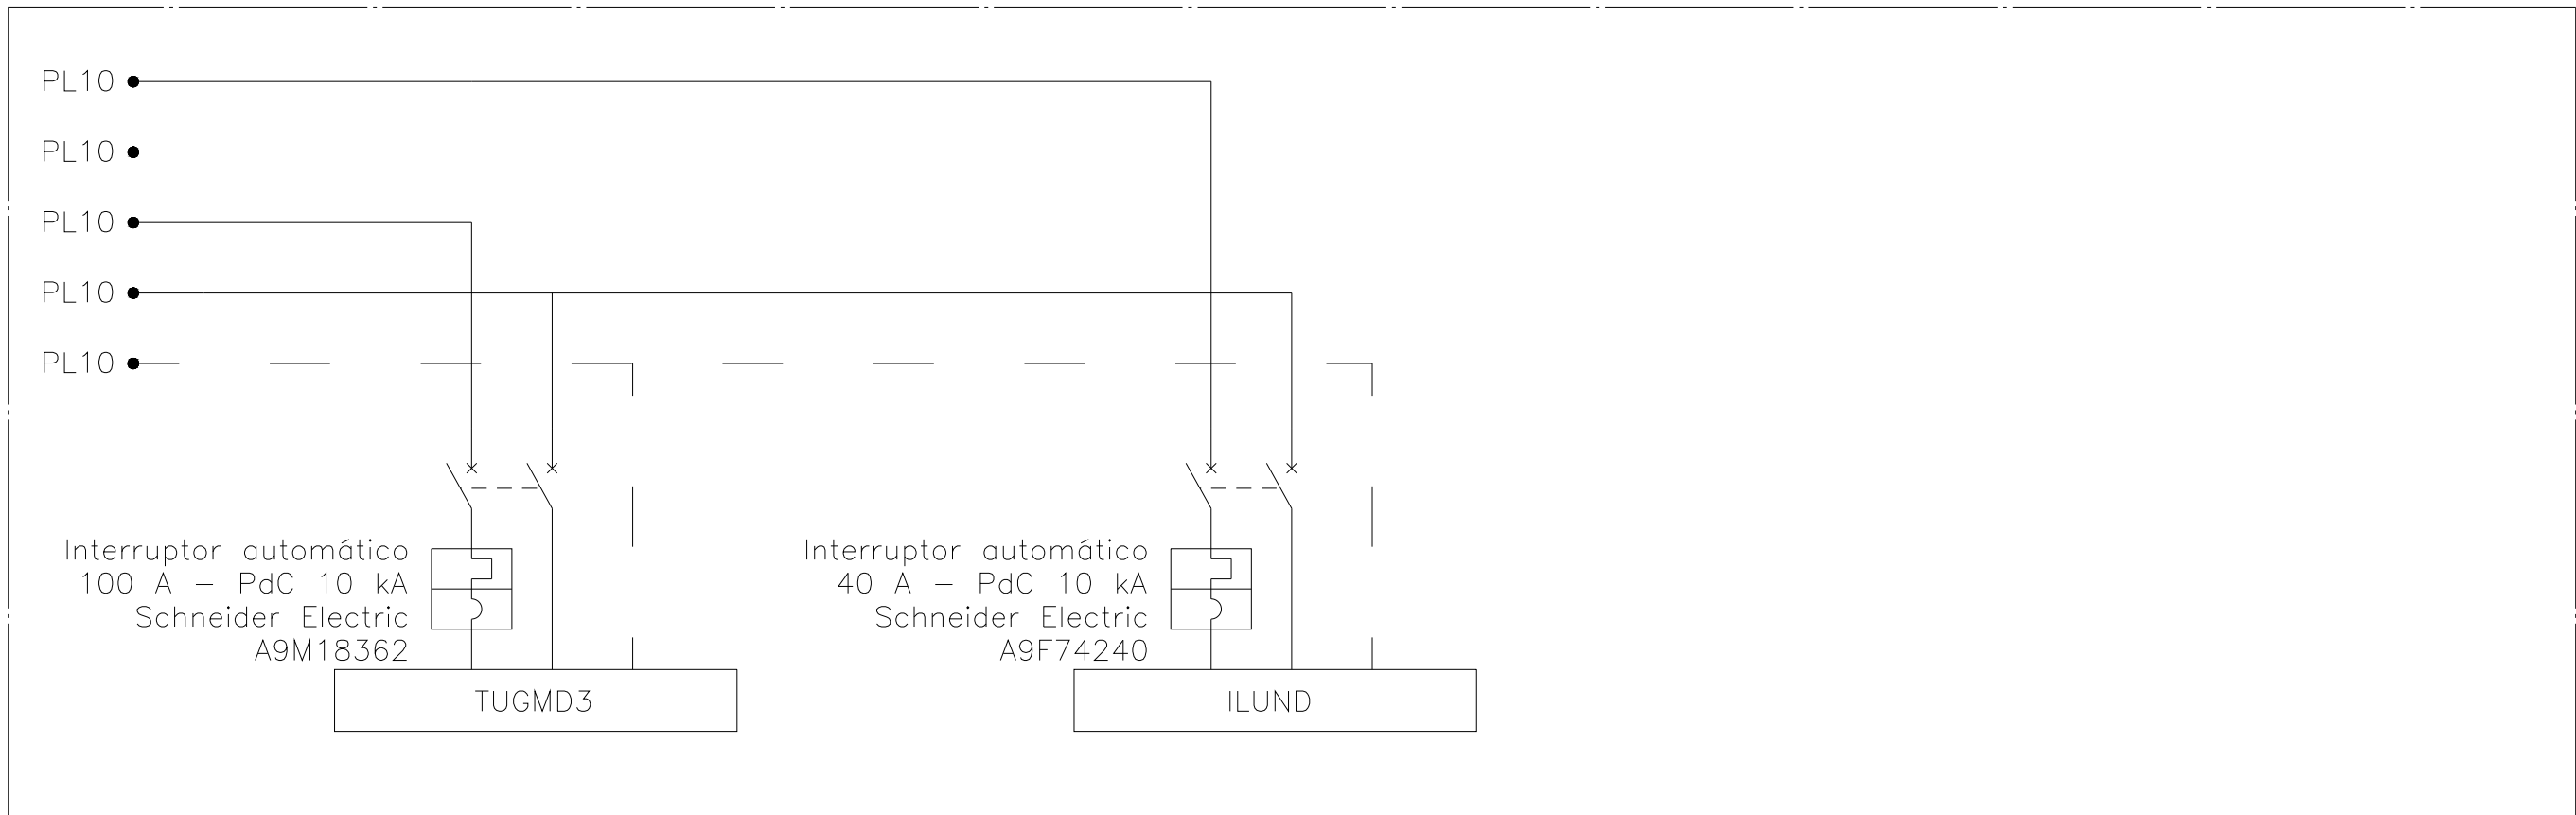 PL10
PL10
PL10
PL10
PL10
Interruptor automático
100 A - PdC 10 kA
Schneider Electric
A9M18362
TUGMD3
Interruptor automático
40 A - PdC 10 kA
Schneider Electric
A9F74240
ILUND